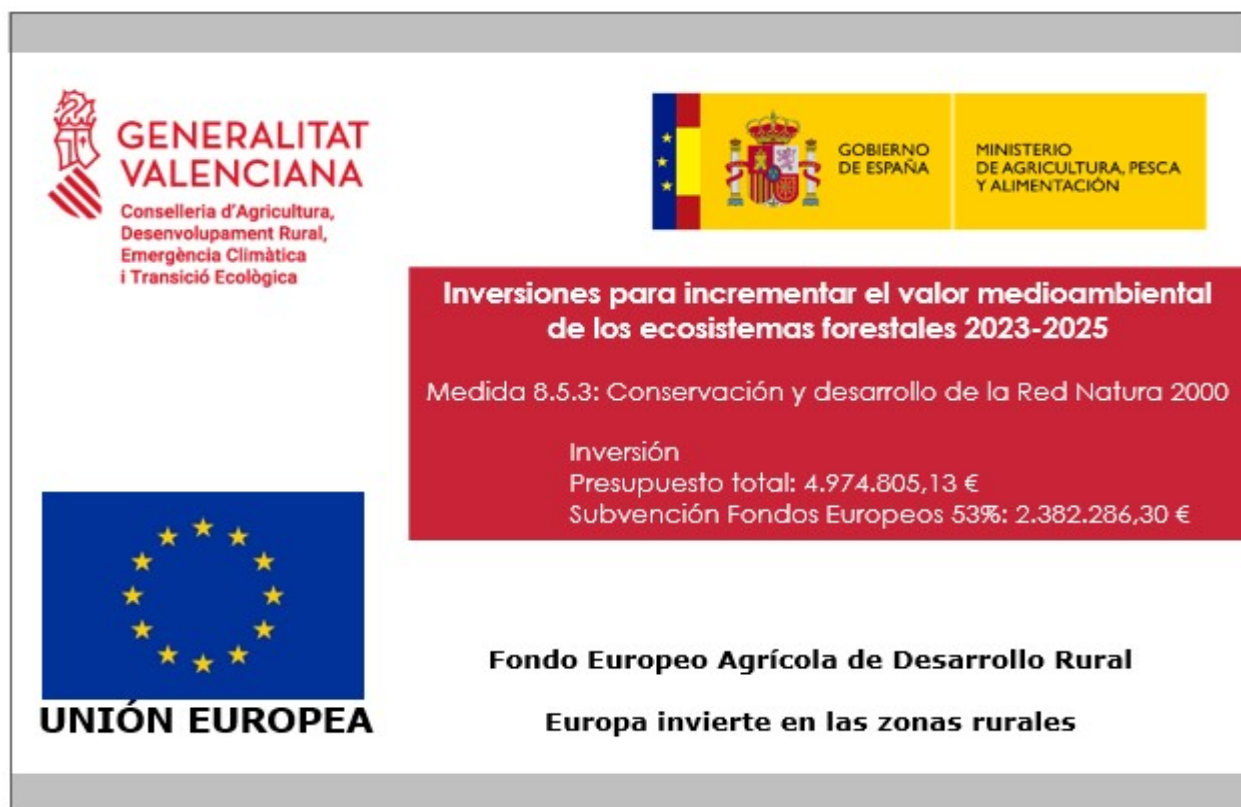 GENERALITAT
VALENCIANA
Conselleria d'Agricultura,
Desenvolupament Rural,
Emergència Climàtica
i Transició Ecològica
GOBIERNO
DE ESPAÑA
MINISTERIO
DE AGRICULTURA, PESCA
Y ALIMENTACIÓN
Inversiones para incrementar el valor medioambiental
de los ecosistemas forestales 2023-2025
Medida 8.5.3: Conservación y desarrollo de la Red Natura 2000
Inversión
Presupuesto total: 4.974.805,13 €
Subvención Fondos Europeos 53%: 2.382.286,30 €
UNIÓN EUROPEA
Fondo Europeo Agrícola de Desarrollo Rural
Europa invierte en las zonas rurales